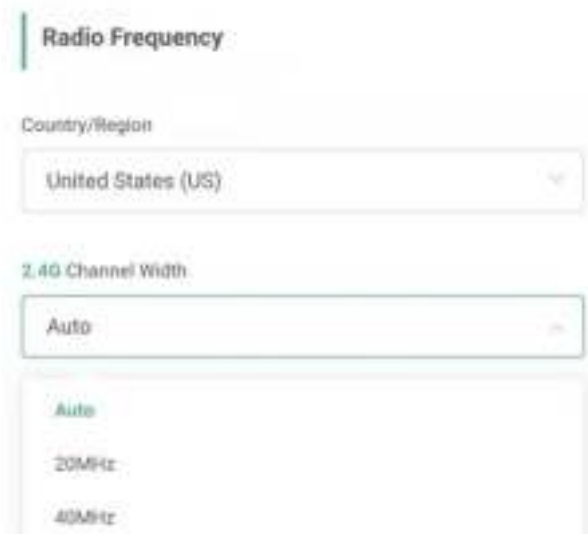 Radio Frequency
Country/Region
United States (US)
2.4G Channel Width
Auto
Auto
20MHz
40MHz